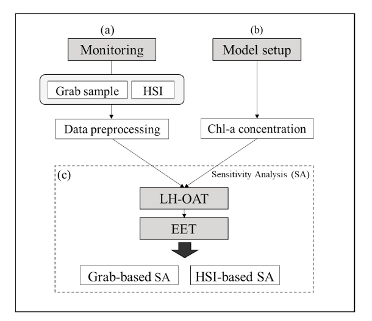 (a)
(b)
Monitoring
Model setup
Grab sample
HSI
Data preprocessing
Chl-a concentration
(c)
Sensitivity Analysis (SA)
LH-OAT
EET
Grab-based SA
HSI-based SA